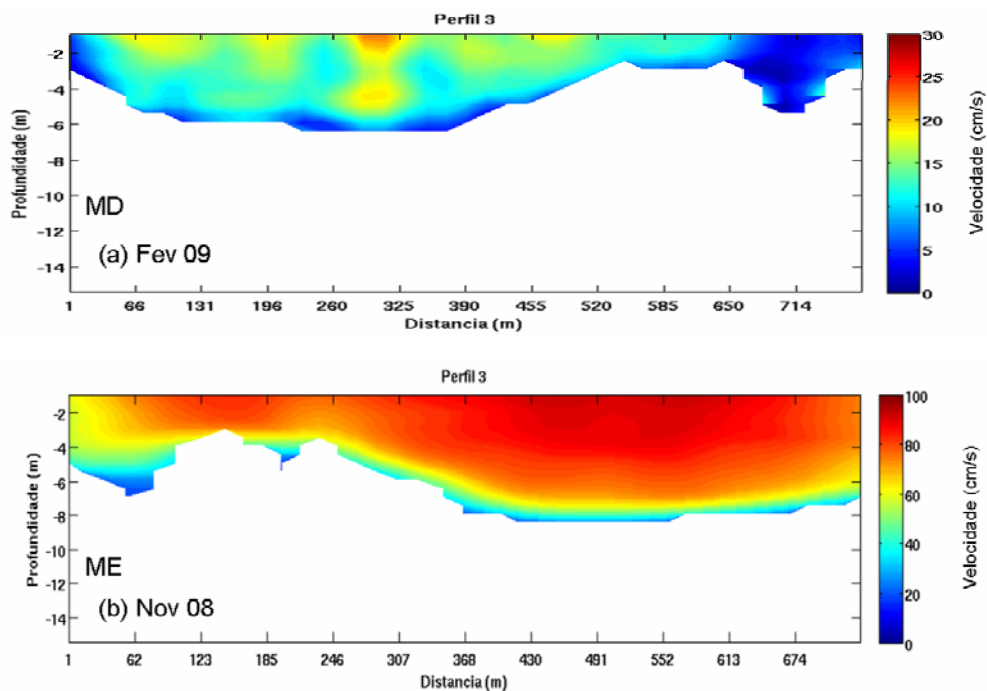 Perfil 3
Profundidade (m)
-2
-4
-6
-8
-10
-12
-14
MD
(a) Fev 09
1 66 131 196 260 325 390 455 520 585 650 714
Distancia (m)
30
25
20
15
10
5
0
Velocidade (cm/s)
Perfil 3
Profundidade (m)
-2
-4
-6
-8
-10
-12
-14
ME
(b) Nov 08
1 62 123 185 246 307 368 430 491 552 613 674
Distancia (m)
100
80
60
40
20
0
Velocidade (cm/s)